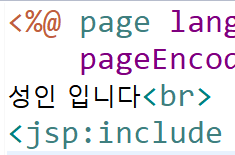 <%@ page lang
pageEncod
성인 입니다<br>
<jsp:include